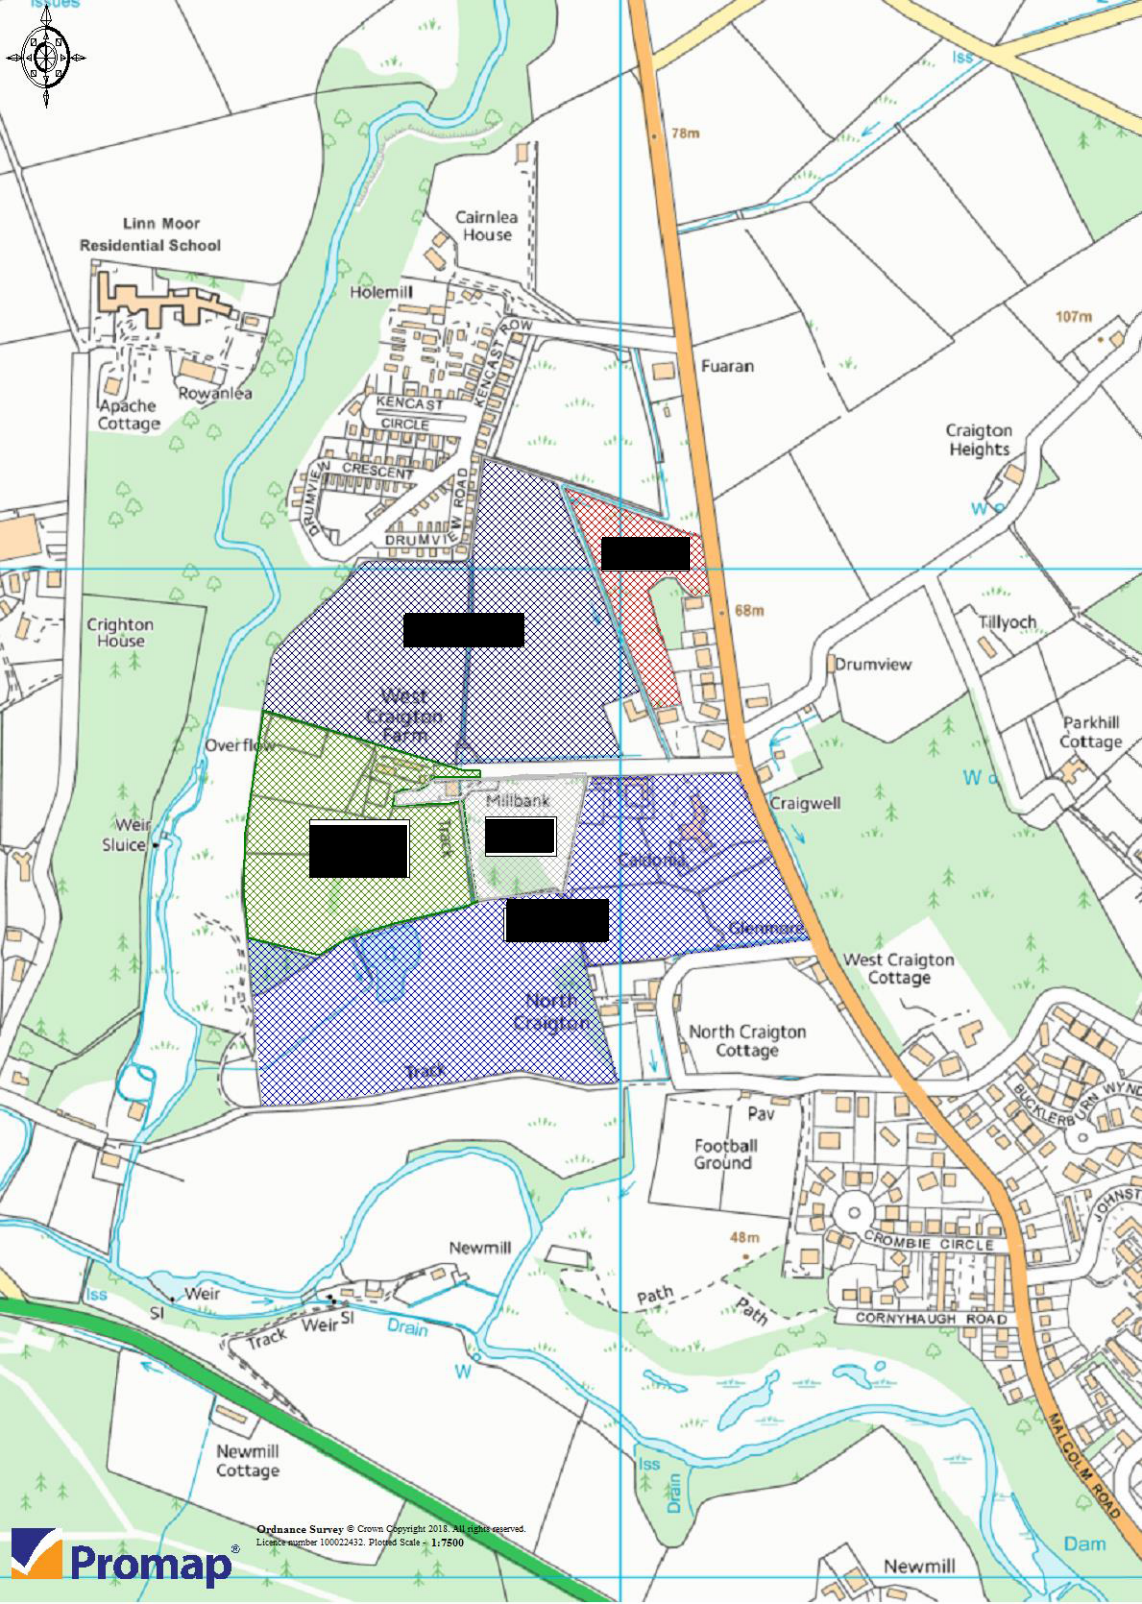 Issues
Iss
78m
Linn Moor
Residential School
Cairnlea
House
Holemill
107m
KENCAST ROW
Fuaran
Apache
Cottage
Rowanlea
KENCAST
CIRCLE
Craigton
Heights
CRESCENT
DRUMVIEW
DRUMVIEW ROAD
W
68m
Crighton
House
Tillyoch
Drumview
West
Craigton
Farm
Overflow
Parkhill
Cottage
W
Millbank
Craigwell
Weir
Sluice
Track
Caldonia
Glenmore
West Craigton
Cottage
North
Craigton
North Craigton
Cottage
Track
BUCKLERBURN WYND
Pav
Football
Ground
JOHNST
48m
CROMBIE CIRCLE
Newmill
Iss
Weir
SI
Path
Path
Track
Weir
SI
Drain
CORNYHAUGH ROAD
W
MALCOLM ROAD
Newmill
Cottage
Iss
Drain
Ordnance Survey © Crown Copyright 2018. All rights reserved.
Licence number 100022432. Plotted Scale - 1:7500
Promap®
Dam
Newmill